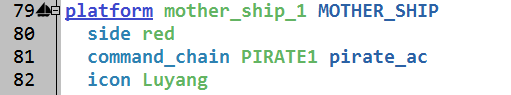 79 platform mother_ship_1 MOTHER_SHIP
80 side red
81 command_chain PIRATE1 pirate_ac
82 icon Luyang